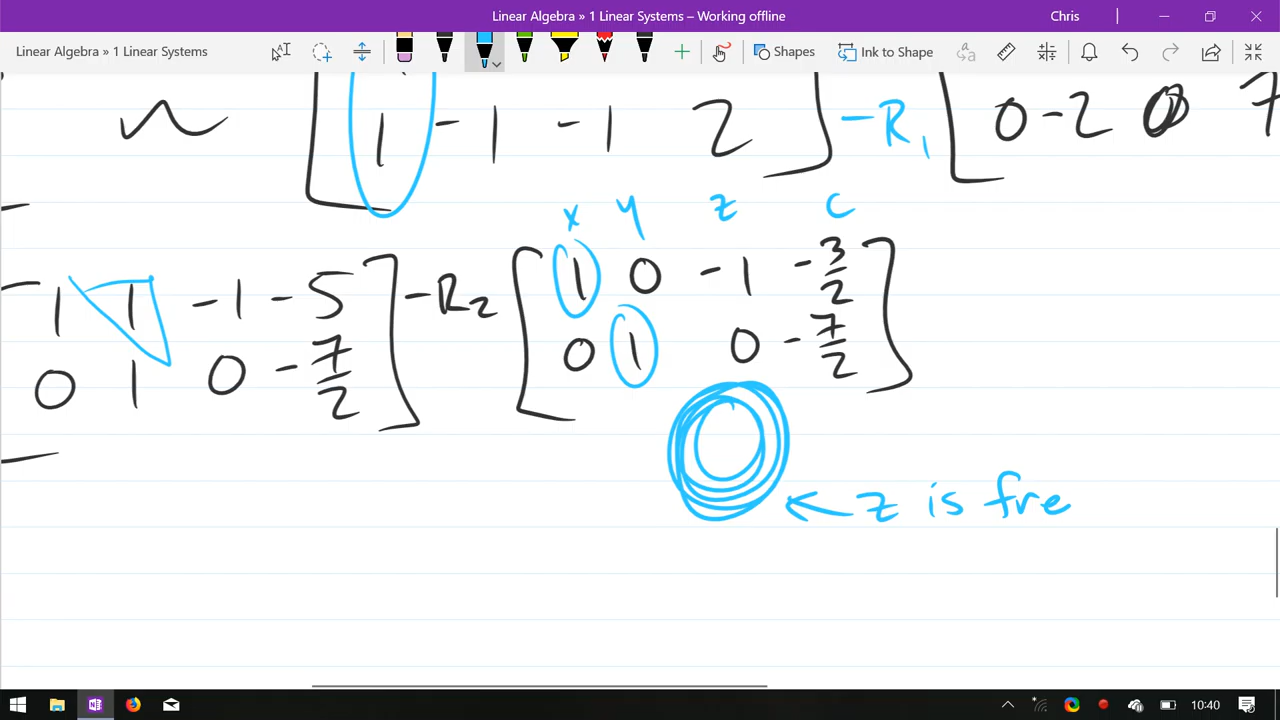 Linear Algebra » 1 Linear Systems – Working offline
Chris
Linear Algebra » 1 Linear Systems
Shapes
Ink to Shape
~ [ 1 -1 -1 2 ] -R₁ [ 0 -2 0 7
x y z c
1 1 -1 -5 ] -R₂ [ 1 0 -1 -3/2 ]
0 1 0 -7/2 ] [ 0 1 0 -7/2 ]
← z is fre
10:40